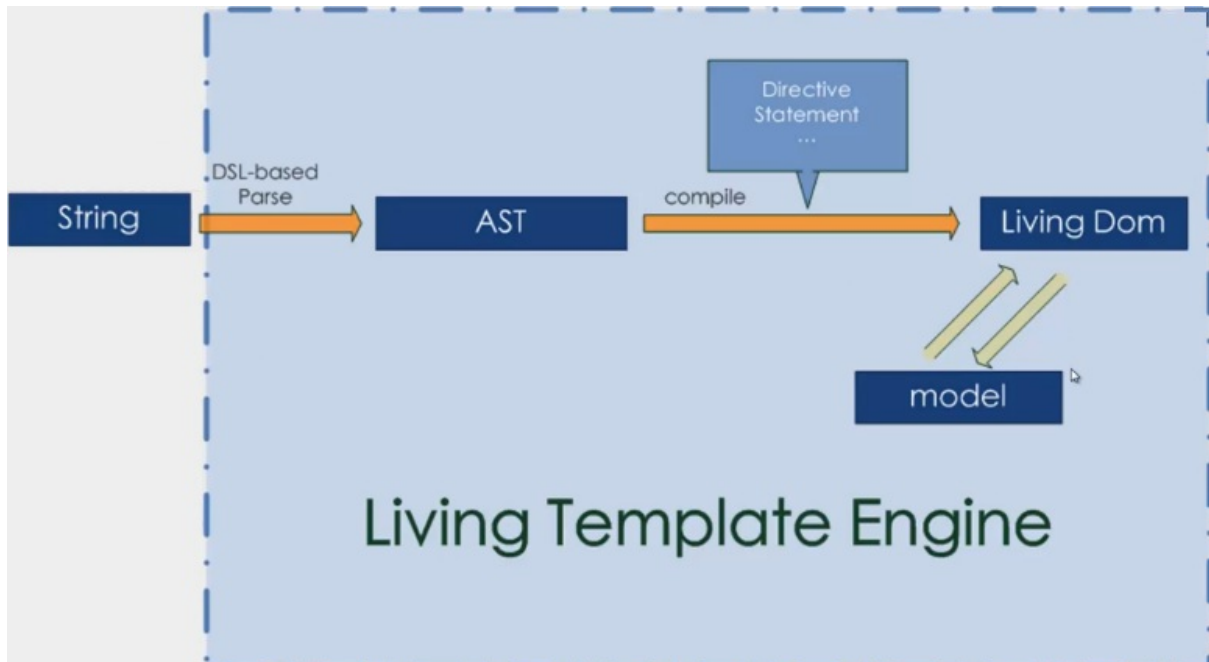 Directive
Statement
...
DSL-based
Parse
compile
String
AST
Living Dom
model
Living Template Engine